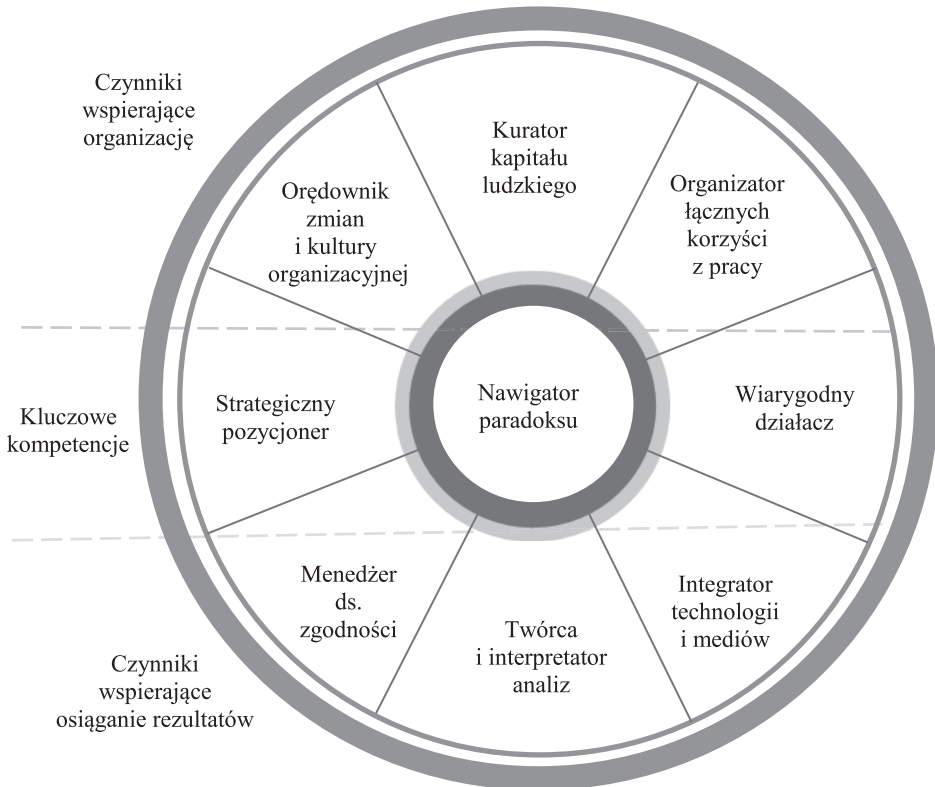 Czynniki
wspierające
organizację
Kurator
kapitału
ludzkiego
Orędownik
zmian
i kultury
organizacyjnej
Organizator
łącznych
korzyści
z pracy
Kluczowe
kompetencje
Strategiczny
pozycjoner
Nawigator
paradoksu
Wiarygodny
działacz
Czynniki
wspierające
osiąganie rezultatów
Menedżer
ds.
zgodności
Twórca
i interpretator
analiz
Integrator
technologii
i mediów